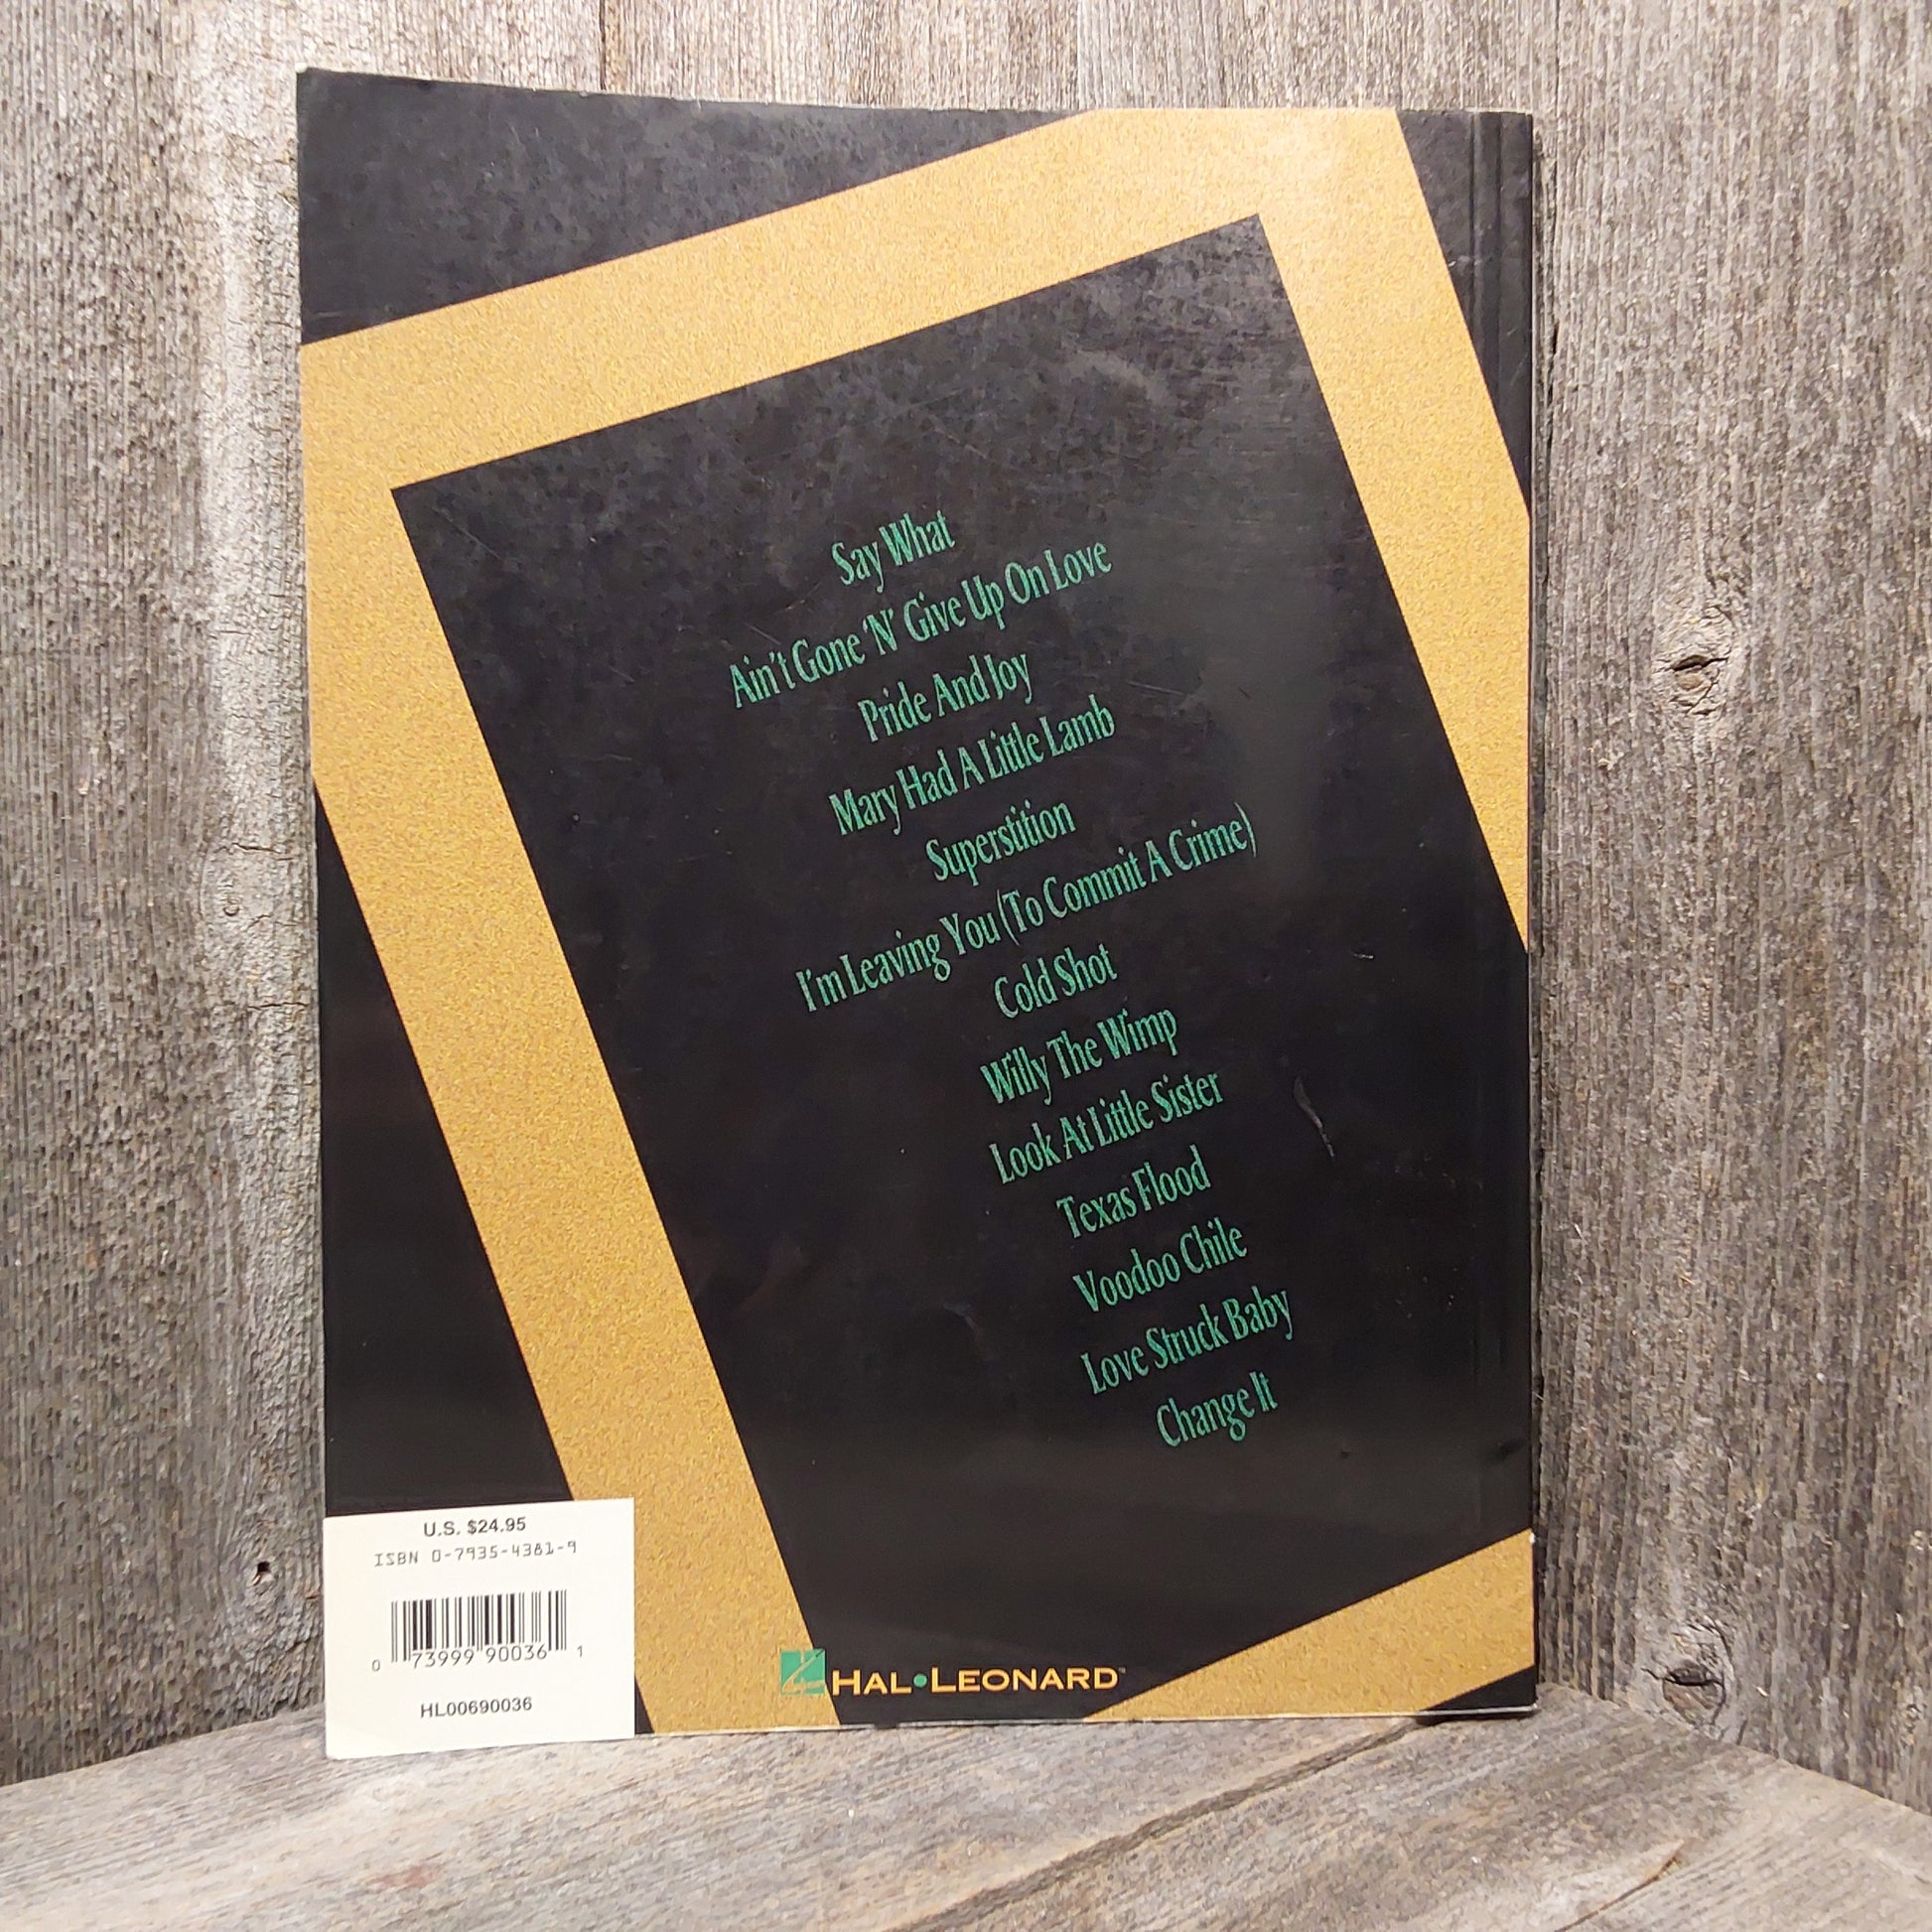 Say What
Ain't Gone 'N' Give Up On Love
Pride And Joy
Mary Had A Little Lamb
Superstition
I'm Leaving You (To Commit A Crime)
Cold Shot
Willy The Wimp
Look At Little Sister
Texas Flood
Voodoo Chile
Love Struck Baby
Change It
U.S. $24.95
ISBN 0-7935-4381-9
0 73999 90036 1
HL00690036
HAL•LEONARD™